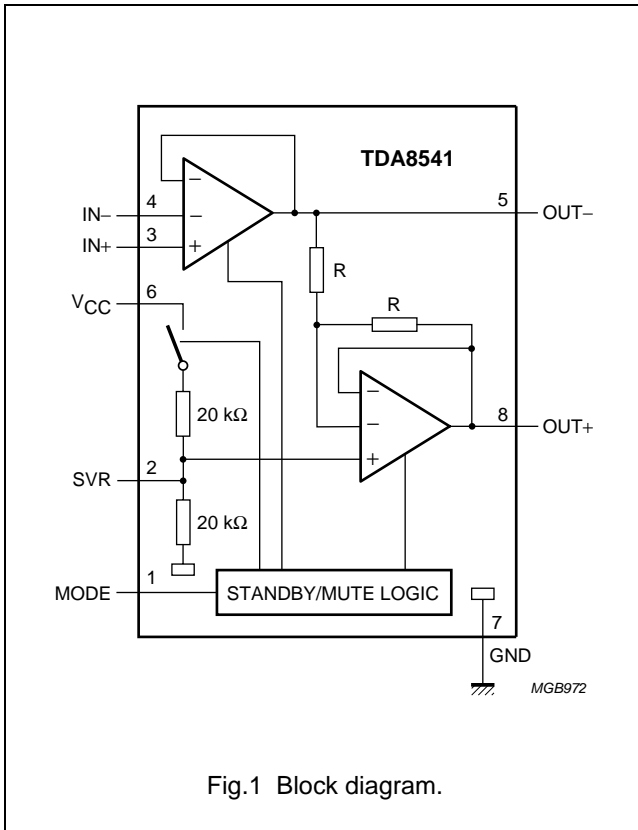 TDA8541
−
IN− 4 −
IN+ 3 +
5 OUT−
R
VCC 6
R
20 kΩ
−
−
+
8 OUT+
SVR 2
20 kΩ
MODE 1
STANDBY/MUTE LOGIC
7
GND
MGB972
Fig.1 Block diagram.